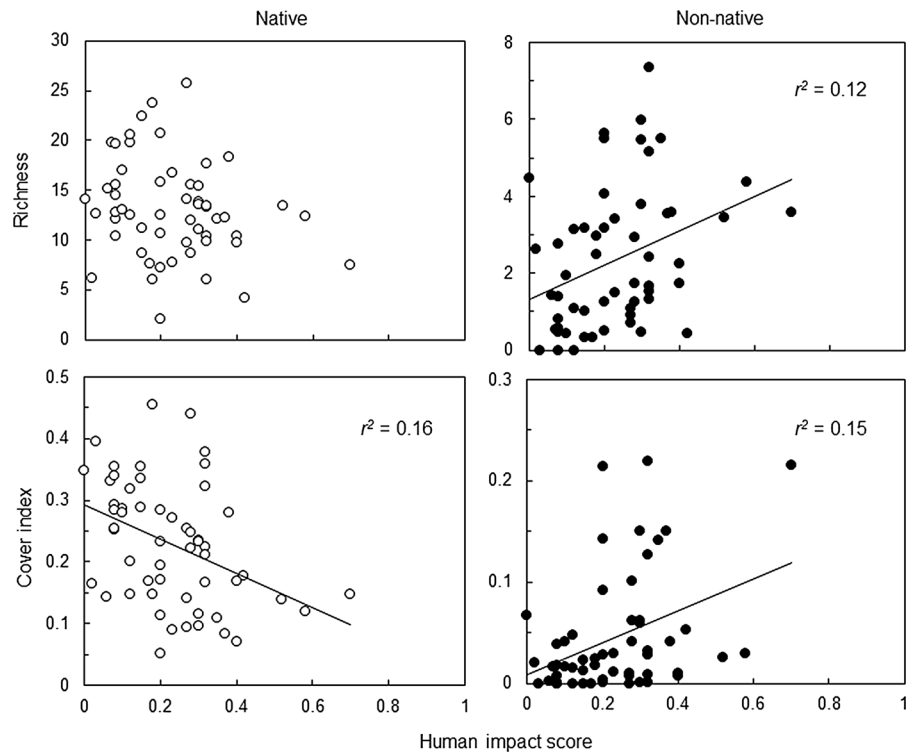 Native
Non-native
30
25
20
15
10
5
0
Richness
8
6
4
2
0
r² = 0.12
0.5
0.4
0.3
0.2
0.1
0
Cover index
r² = 0.16
0 0.2 0.4 0.6 0.8 1
0.3
0.2
0.1
0.0
r² = 0.15
0 0.2 0.4 0.6 0.8 1
Human impact score